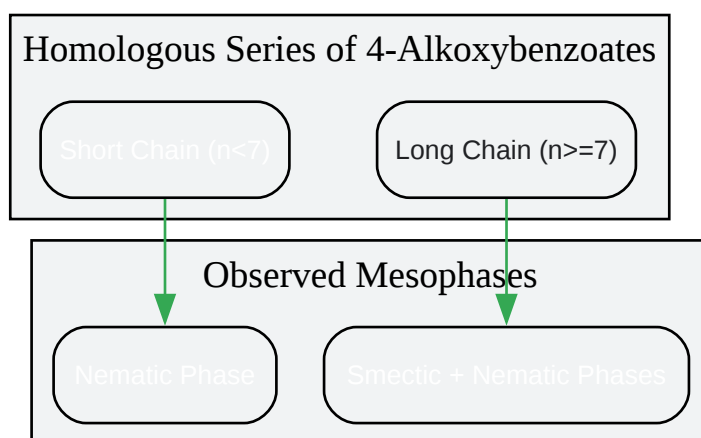 Homologous Series of 4-Alkoxybenzoates
Short Chain (n<7)
Long Chain (n>=7)
Observed Mesophases
Nematic Phase
Smectic + Nematic Phases